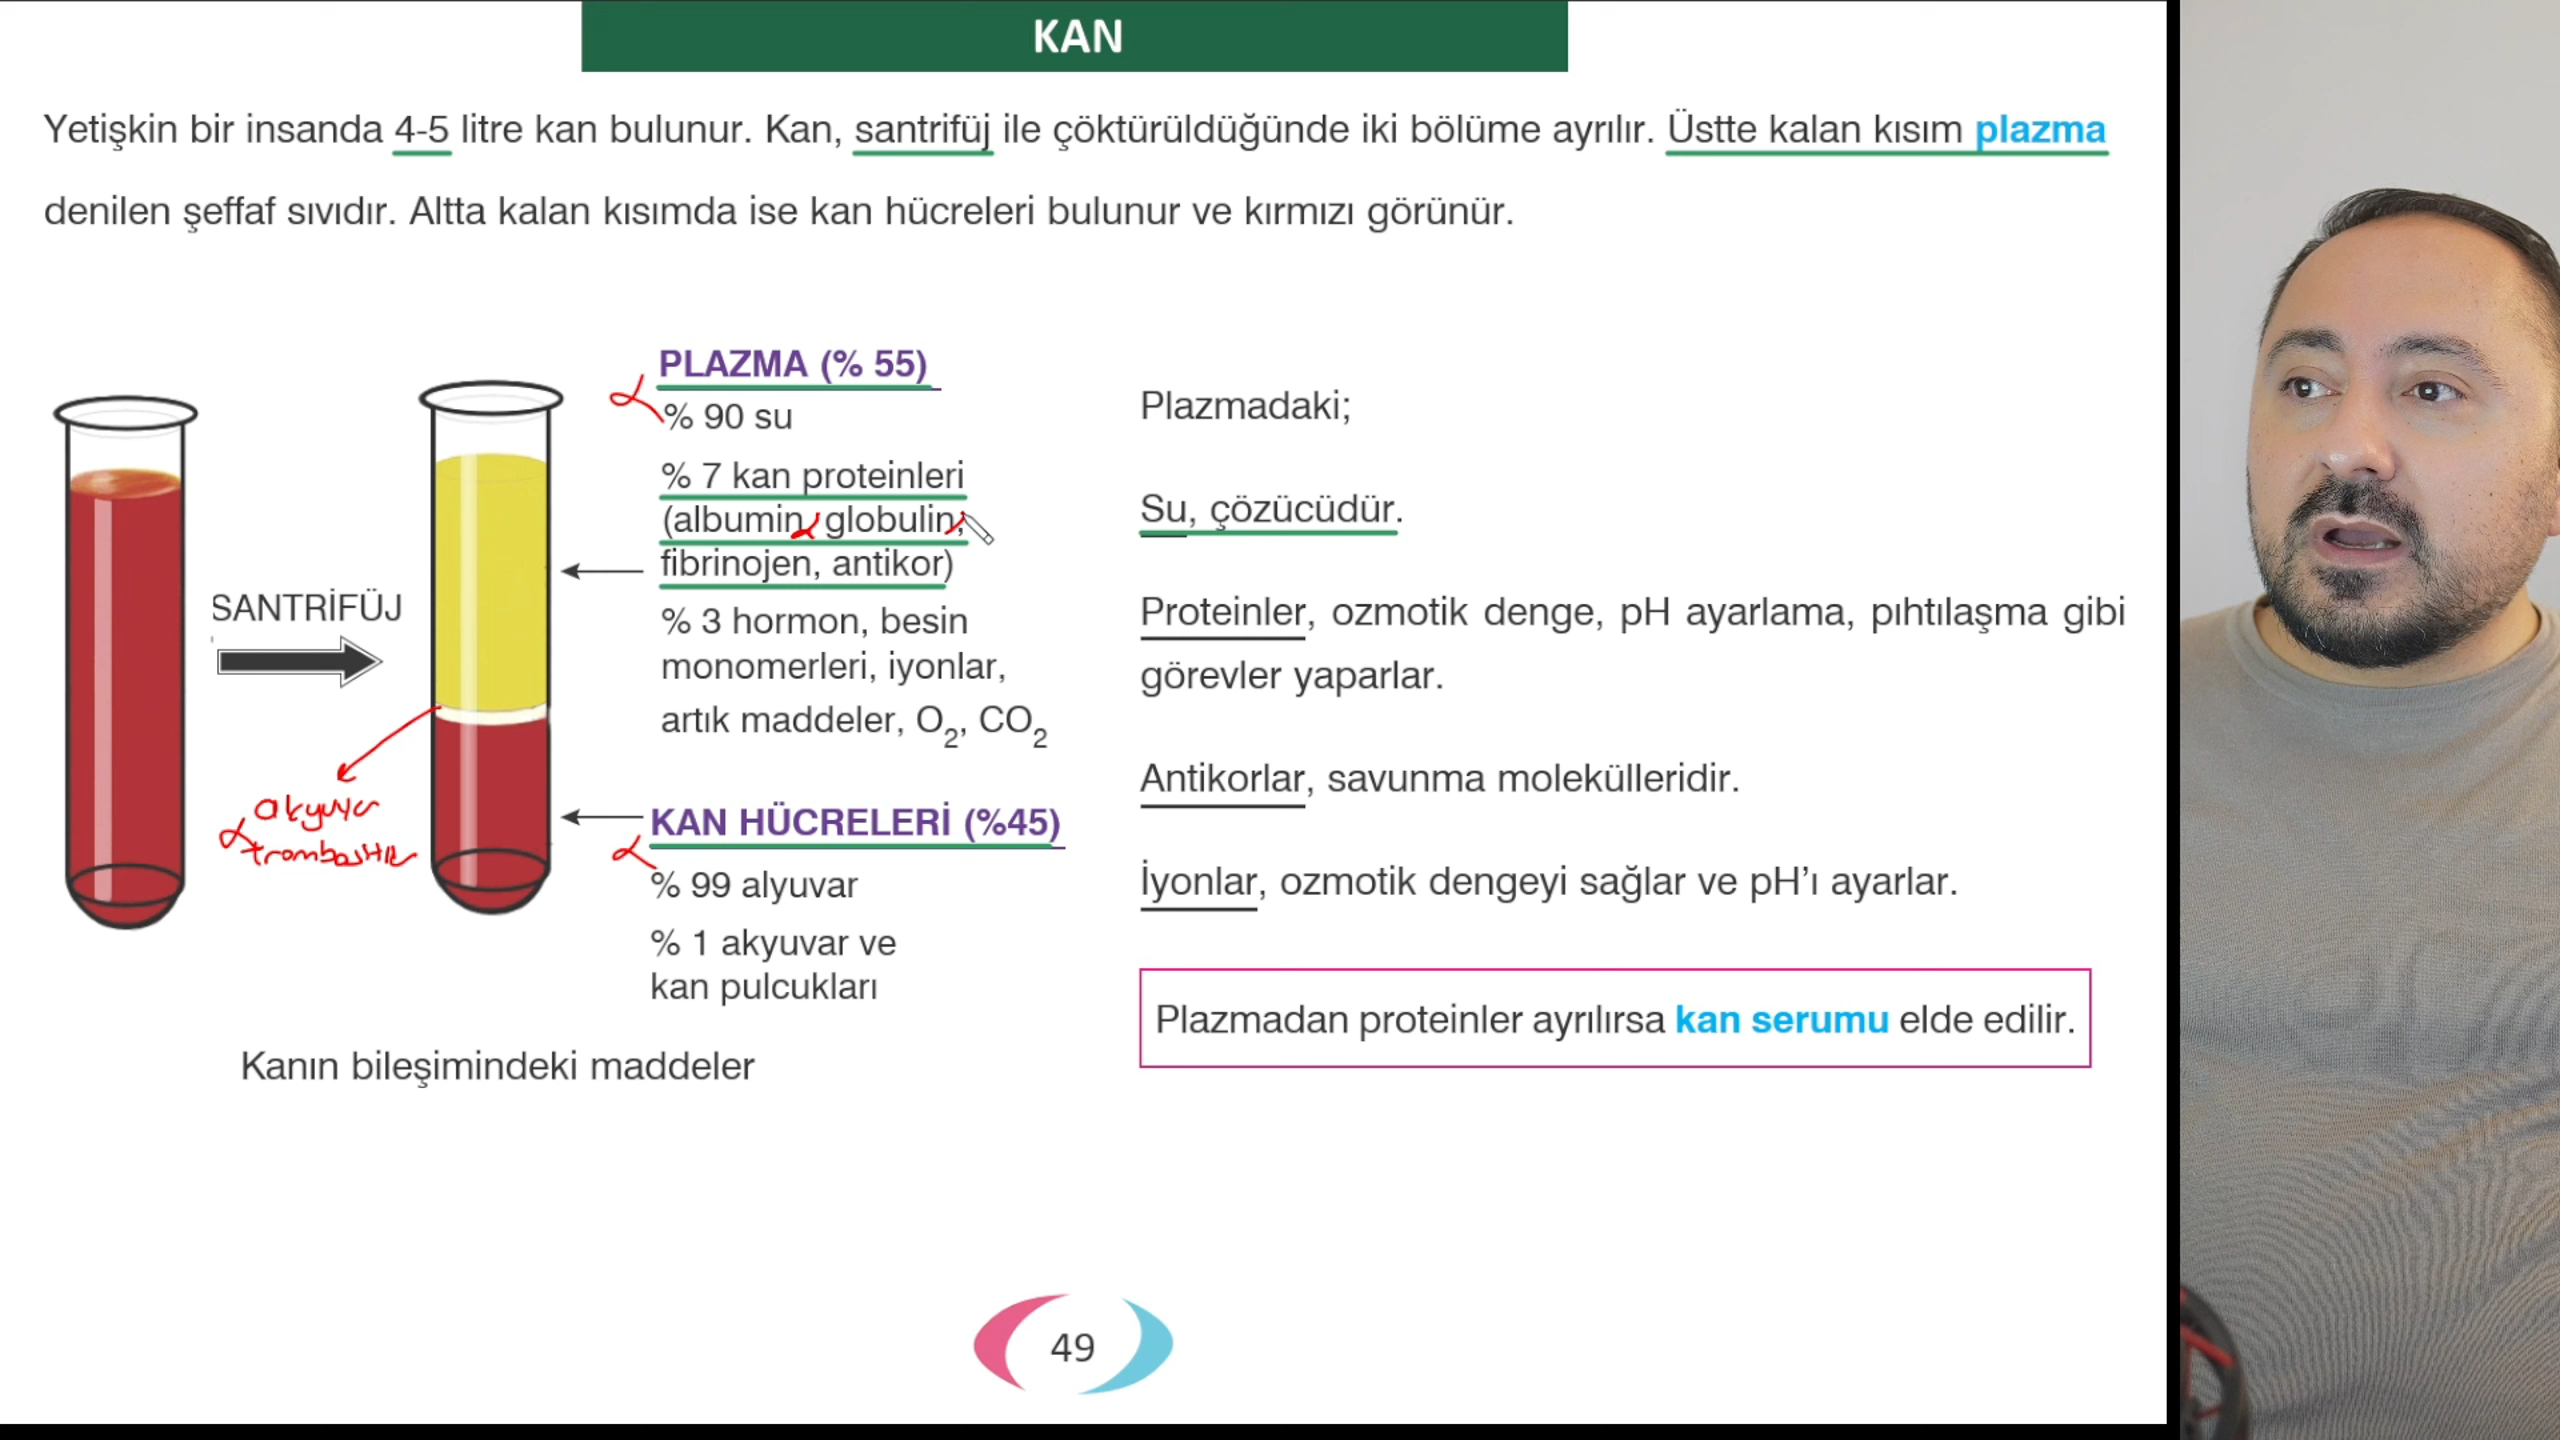 KAN
Yetişkin bir insanda 4-5 litre kan bulunur. Kan, santrifüj ile çöktürüldüğünde iki bölüme ayrılır. Üstte kalan kısım plazma
denilen şeffaf sıvıdır. Altta kalan kısımda ise kan hücreleri bulunur ve kırmızı görünür.
SANTRİFÜJ
akyuvar
PLAZMA (% 55)
% 90 su
% 7 kan proteinleri
(albumin, globulin,
fibrinojen, antikor)
% 3 hormon, besin
monomerleri, iyonlar,
artık maddeler, O₂, CO₂
KAN HÜCRELERİ (%45)
% 99 alyuvar
% 1 akyuvar ve
kan pulcukları
Kanın bileşimindeki maddeler
Plazmadaki;
Su, çözücüdür.
Proteinler, ozmotik denge, pH ayarlama, pıhtılaşma gibi
görevler yaparlar.
Antikorlar, savunma molekülleridir.
İyonlar, ozmotik dengeyi sağlar ve pH’ı ayarlar.
Plazmadan proteinler ayrılırsa kan serumu elde edilir.
49